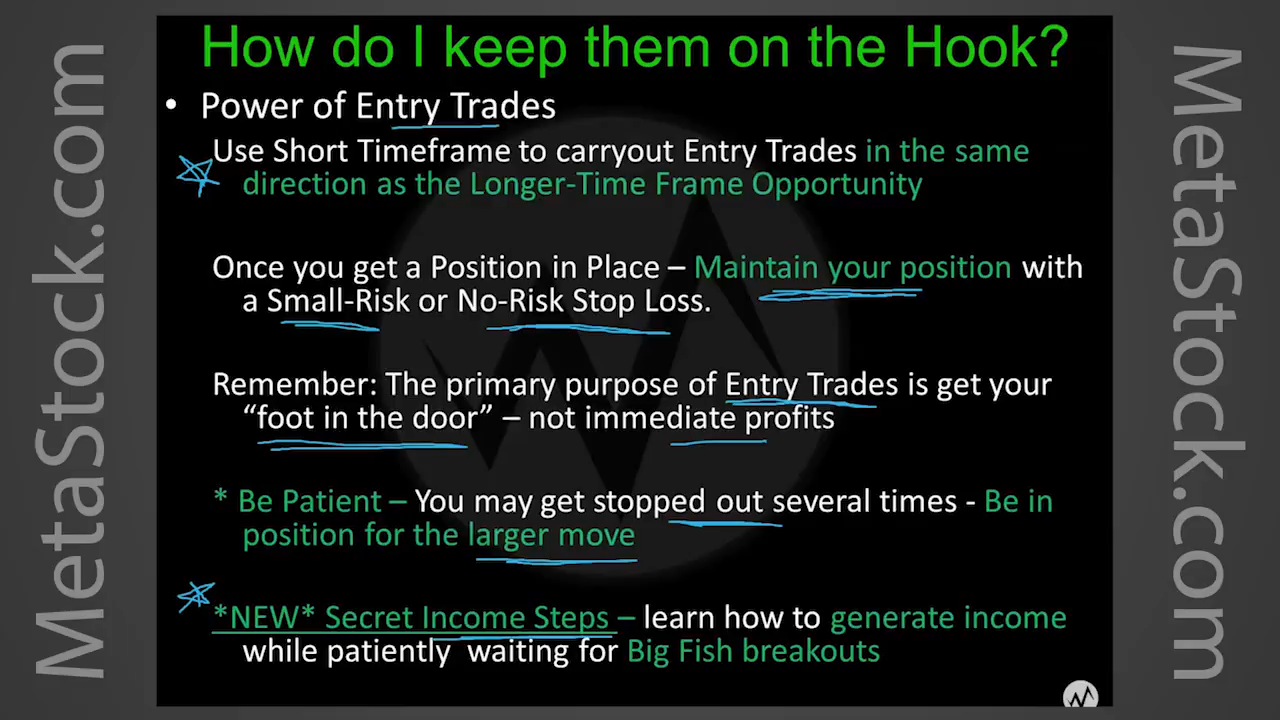 How do I keep them on the Hook?
• Power of Entry Trades
Use Short Timeframe to carryout Entry Trades in the same
direction as the Longer-Time Frame Opportunity
Once you get a Position in Place – Maintain your position with
a Small-Risk or No-Risk Stop Loss.
Remember: The primary purpose of Entry Trades is get your
“foot in the door” – not immediate profits
* Be Patient – You may get stopped out several times - Be in
position for the larger move
*NEW* Secret Income Steps – learn how to generate income
while patiently waiting for Big Fish breakouts
MetaStock.com
MetaStock.com